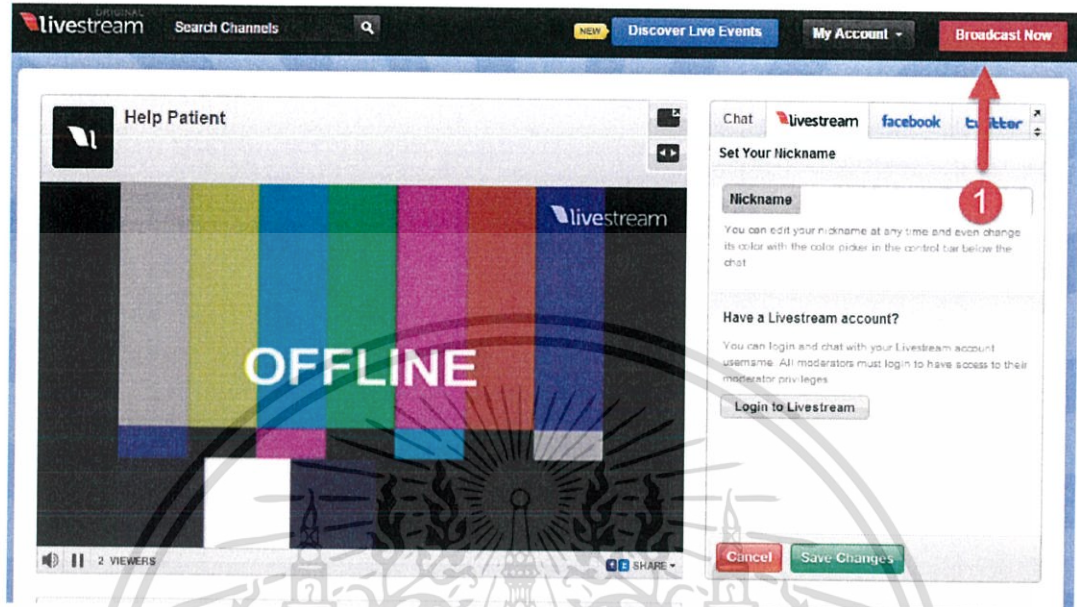 ORIGINAL
livestream Search Channels NEW Discover Live Events My Account Broadcast Now
Help Patient
livestream
OFFLINE
2 VIEWERS
SHARE
Chat livestream facebook twitter
Set Your Nickname
Nickname
1
You can edit your nickname at any time and even change
its color with the color picker in the control bar below the
chat
Have a Livestream account?
You can login and chat with your Livestream account
username. All moderators must login to have access to their
moderator privileges
Login to Livestream
Cancel Save Changes